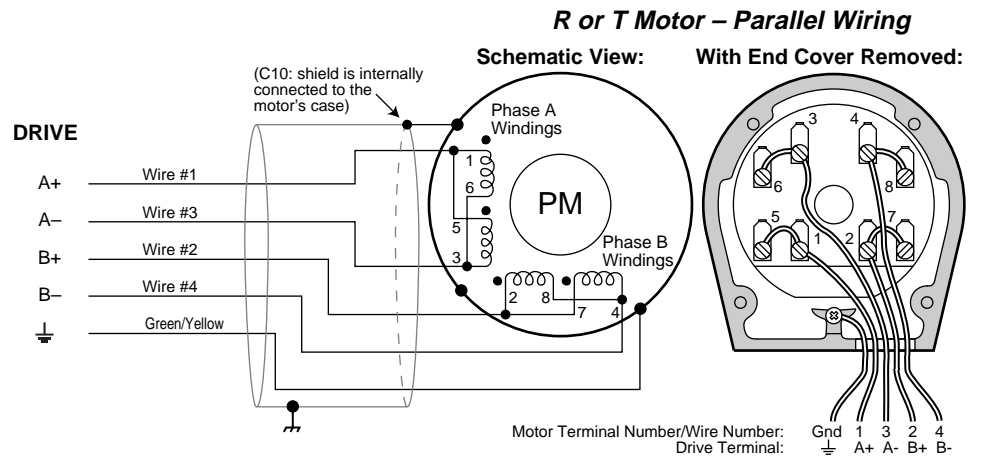 R or T Motor – Parallel Wiring
Schematic View:
With End Cover Removed:
(C10: shield is internally
connected to the
motor's case)
DRIVE
Phase A
Windings
1
6
5
3
PM
Phase B
Windings
2 8 7 4
A+ Wire #1
A– Wire #3
B+ Wire #2
B– Wire #4
Green/Yellow
3 4
6 8
5 1 2 7
Motor Terminal Number/Wire Number: Gnd 1 3 2 4
Drive Terminal: A+ A- B+ B-